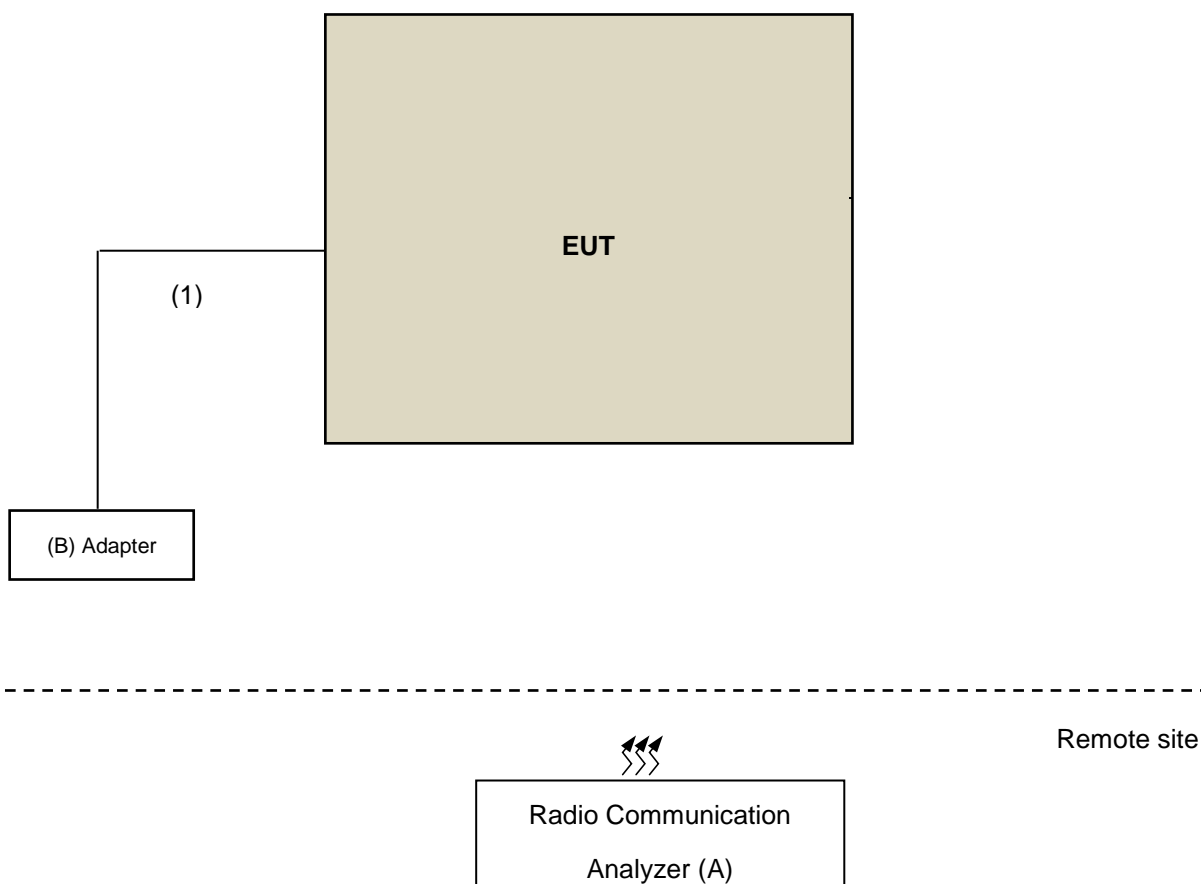 EUT
(1)
(B) Adapter
Remote site
Radio Communication
Analyzer (A)